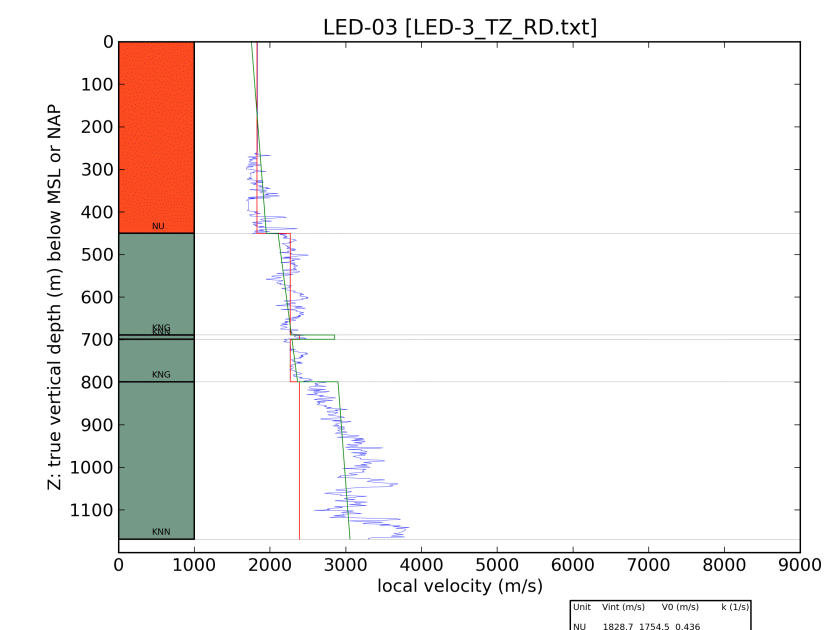 LED-03 [LED-3_TZ_RD.txt]
Z: true vertical depth (m) below MSL or NAP
0
100
200
300
400
500
600
700
800
900
1000
1100
NU
KNG
KNN
KNG
KNN
0 1000 2000 3000 4000 5000 6000 7000 8000 9000
local velocity (m/s)
Unit Vint (m/s) V0 (m/s) k (1/s)
NU 1828.7 1754.5 0.436